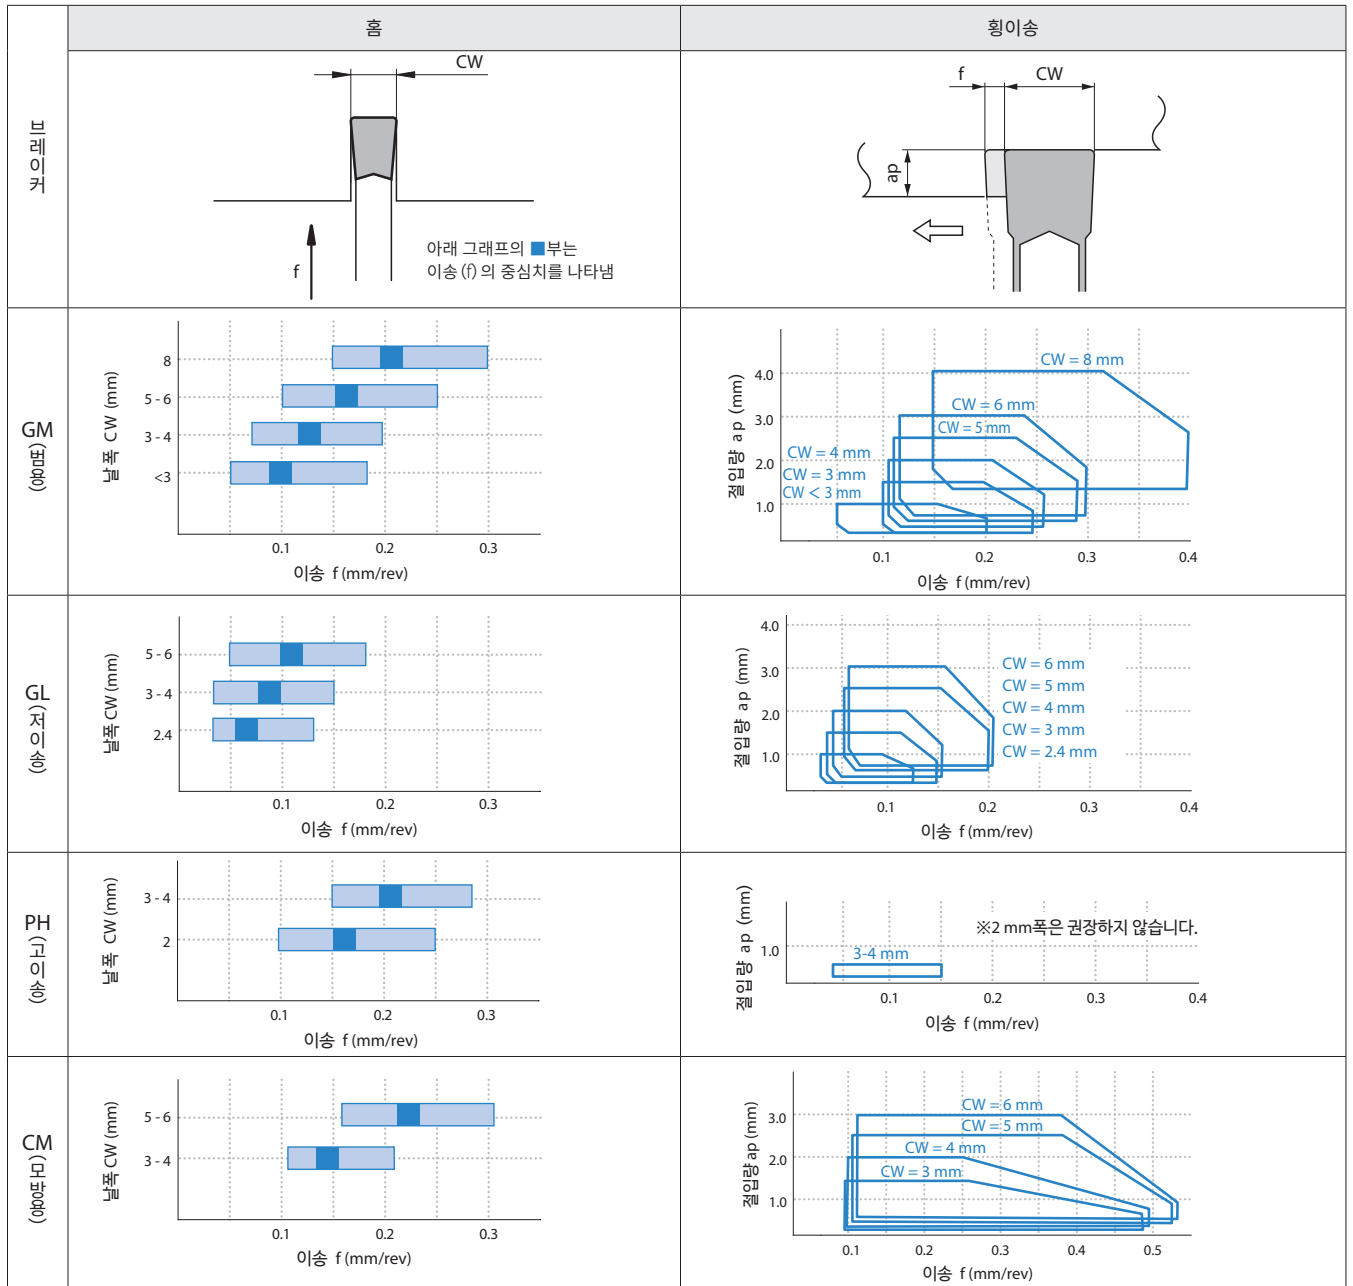 홈
횡이송
브레이커
CW
f
아래 그래프의 ■부는
이송(f)의 중심치를 나타냄
f
CW
ap
GM(범용)
날폭 CW (mm)
8
5 - 6
3 - 4
<3
0.1
0.2
0.3
이송 f (mm/rev)
절입량 ap (mm)
4.0
3.0
2.0
1.0
CW = 8 mm
CW = 6 mm
CW = 5 mm
CW = 4 mm
CW = 3 mm
CW < 3 mm
0.1
0.2
0.3
0.4
이송 f (mm/rev)
GL(저이송)
날폭CW (mm)
5 - 6
3 - 4
2.4
0.1
0.2
0.3
이송 f (mm/rev)
절입량 ap (mm)
4.0
3.0
2.0
1.0
CW = 6 mm
CW = 5 mm
CW = 4 mm
CW = 3 mm
CW = 2.4 mm
0.1
0.2
0.3
0.4
이송 f (mm/rev)
PH(고이송)
날폭 CW (mm)
3 - 4
2
0.1
0.2
0.3
이송 f (mm/rev)
절입량 ap (mm)
1.0
※2 mm폭은 권장하지 않습니다.
3-4 mm
0.1
0.2
0.3
0.4
이송 f (mm/rev)
CM(모방용)
날폭CW (mm)
5 - 6
3 - 4
0.1
0.2
0.3
이송 f (mm/rev)
절입량 ap (mm)
3.0
2.0
1.0
CW = 6 mm
CW = 5 mm
CW = 4 mm
CW = 3 mm
0.1
0.2
0.3
0.4
0.5
이송 f (mm/rev)